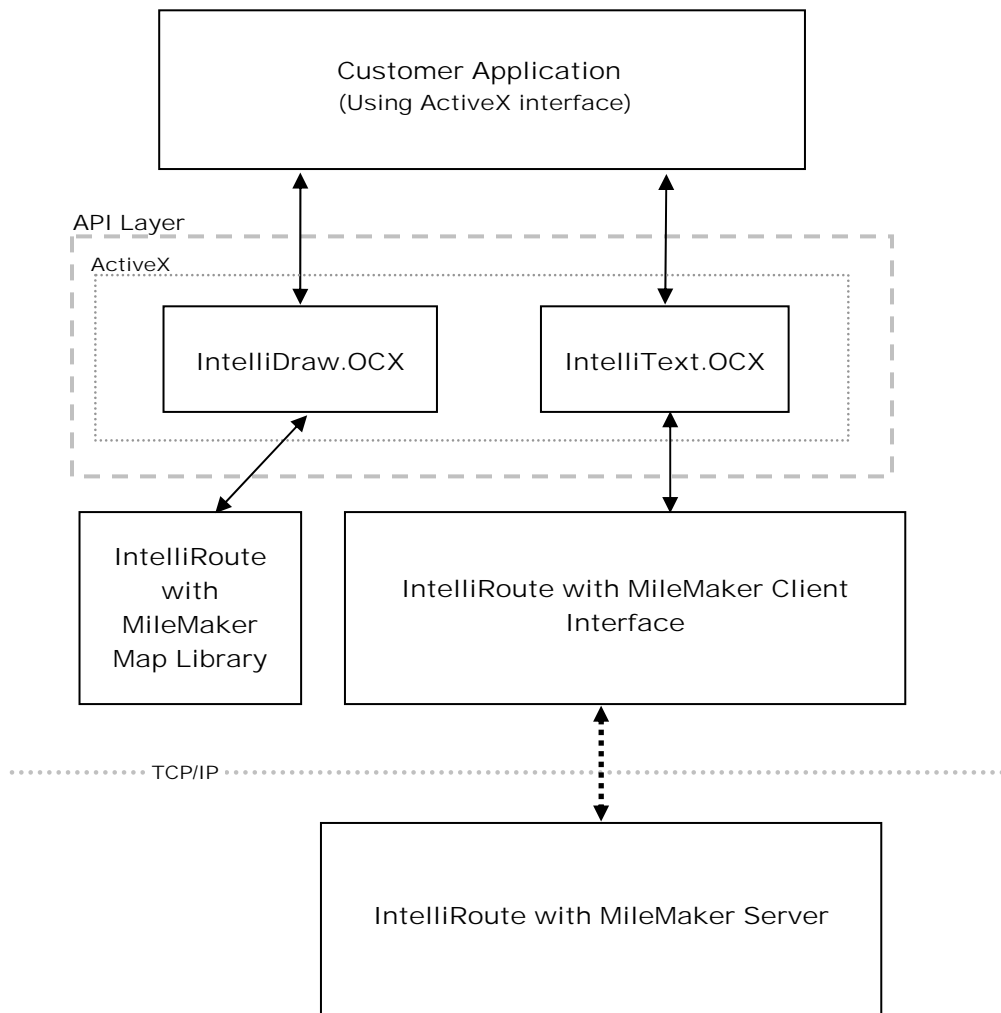 Customer Application
(Using ActiveX interface)
API Layer
ActiveX
IntelliDraw.OCX
IntelliText.OCX
IntelliRoute
with
MileMaker
Map Library
IntelliRoute with MileMaker Client
Interface
TCP/IP
IntelliRoute with MileMaker Server